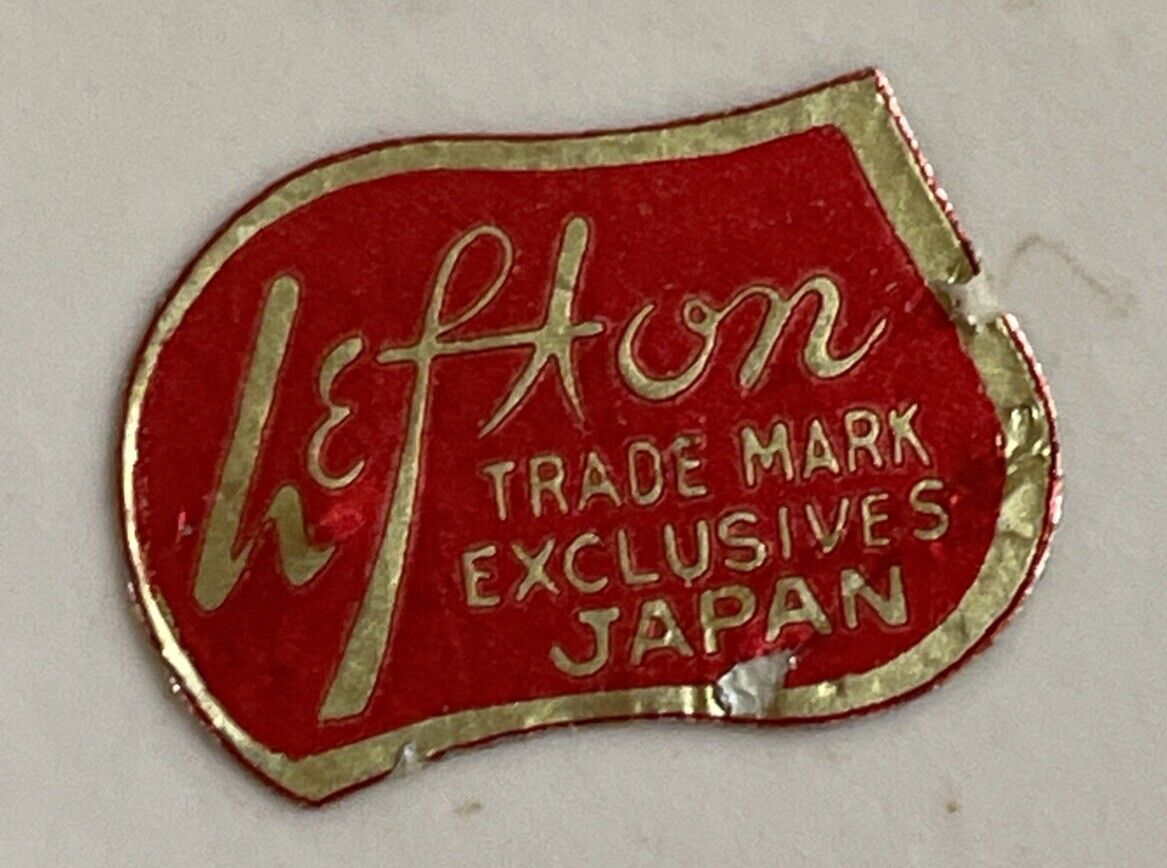 Lefton
TRADE MARK
EXCLUSIVES
JAPAN